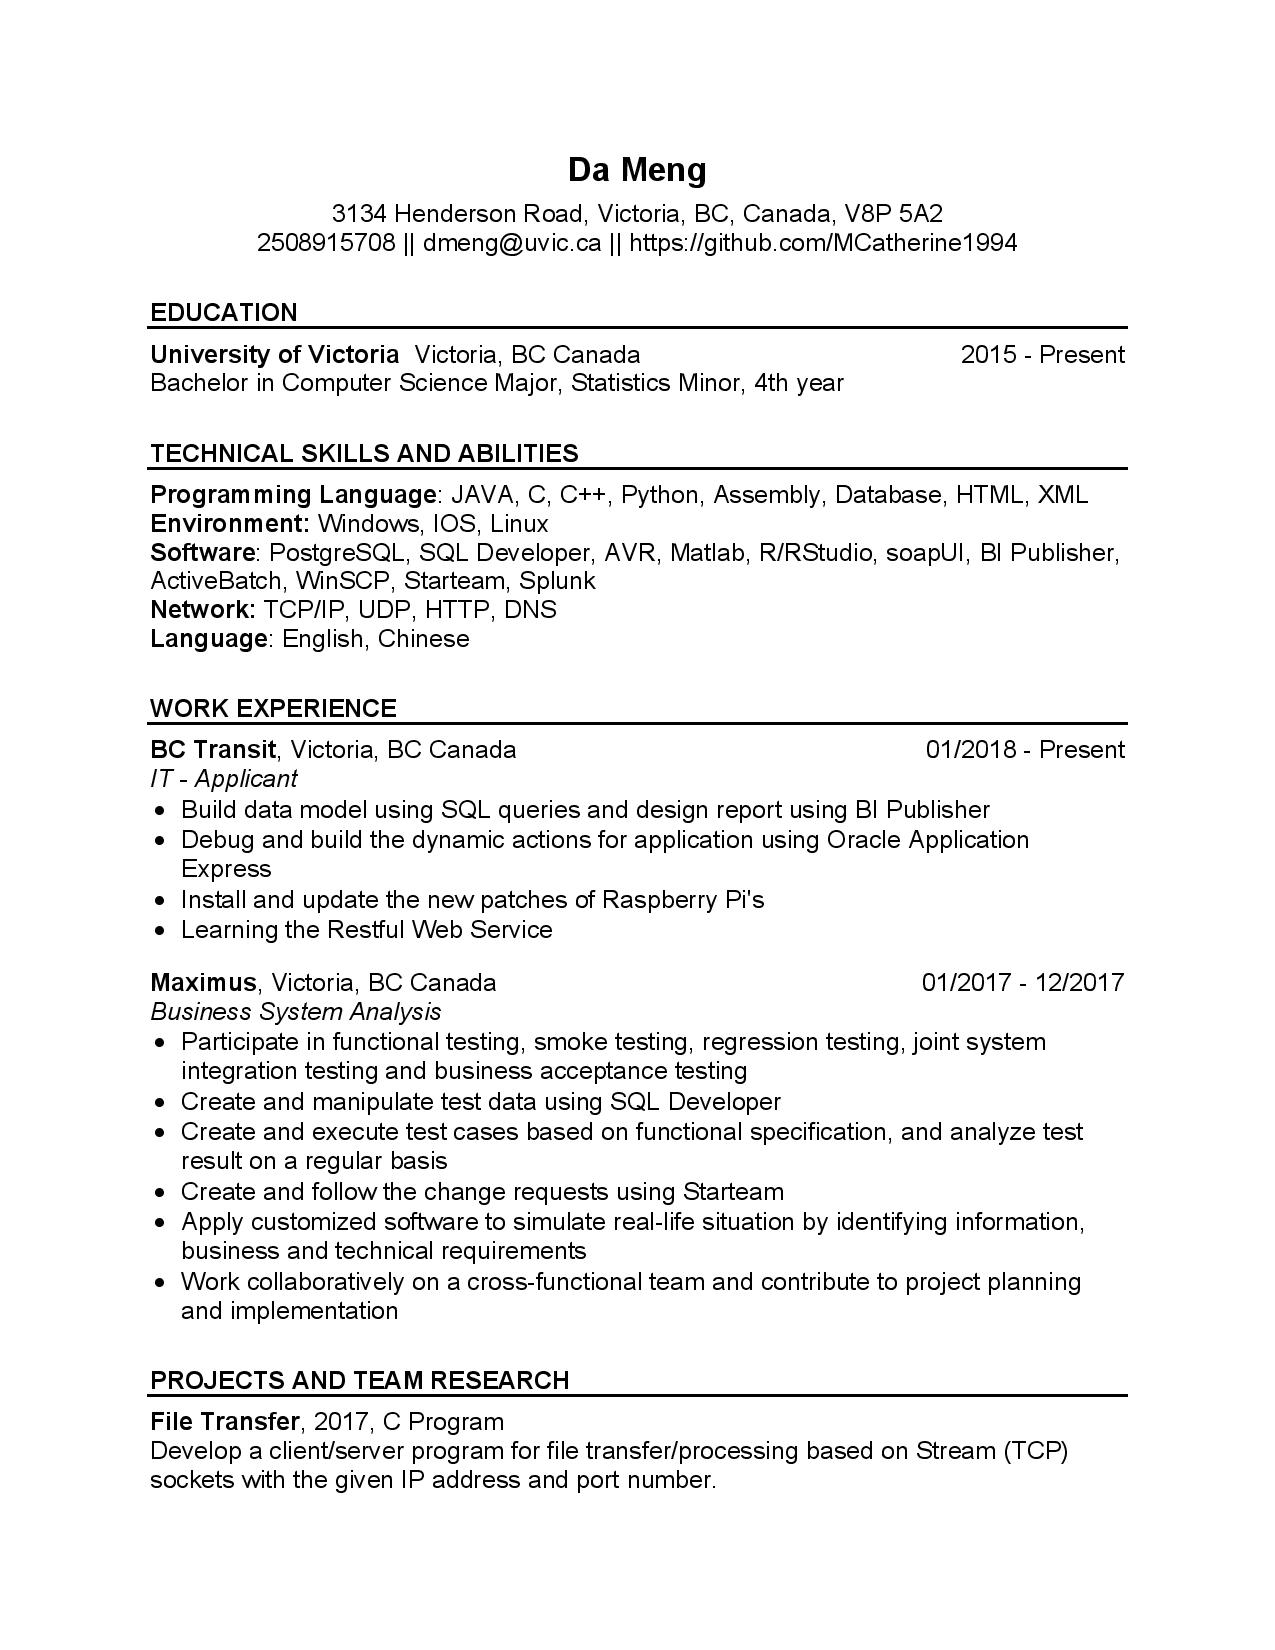 Da Meng
3134 Henderson Road, Victoria, BC, Canada, V8P 5A2
2508915708 || dmeng@uvic.ca || https://github.com/MCatherine1994
EDUCATION
University of Victoria  Victoria, BC Canada 2015 - Present
Bachelor in Computer Science Major, Statistics Minor, 4th year
TECHNICAL SKILLS AND ABILITIES
Programming Language: JAVA, C, C++, Python, Assembly, Database, HTML, XML
Environment: Windows, IOS, Linux
Software: PostgreSQL, SQL Developer, AVR, Matlab, R/RStudio, soapUI, BI Publisher,
ActiveBatch, WinSCP, Starteam, Splunk
Network: TCP/IP, UDP, HTTP, DNS
Language: English, Chinese
WORK EXPERIENCE
BC Transit, Victoria, BC Canada 01/2018 - Present
IT - Applicant
• Build data model using SQL queries and design report using BI Publisher
• Debug and build the dynamic actions for application using Oracle Application
Express
• Install and update the new patches of Raspberry Pi's
• Learning the Restful Web Service
Maximus, Victoria, BC Canada 01/2017 - 12/2017
Business System Analysis
• Participate in functional testing, smoke testing, regression testing, joint system
integration testing and business acceptance testing
• Create and manipulate test data using SQL Developer
• Create and execute test cases based on functional specification, and analyze test
result on a regular basis
• Create and follow the change requests using Starteam
• Apply customized software to simulate real-life situation by identifying information,
business and technical requirements
• Work collaboratively on a cross-functional team and contribute to project planning
and implementation
PROJECTS AND TEAM RESEARCH
File Transfer, 2017, C Program
Develop a client/server program for file transfer/processing based on Stream (TCP)
sockets with the given IP address and port number.